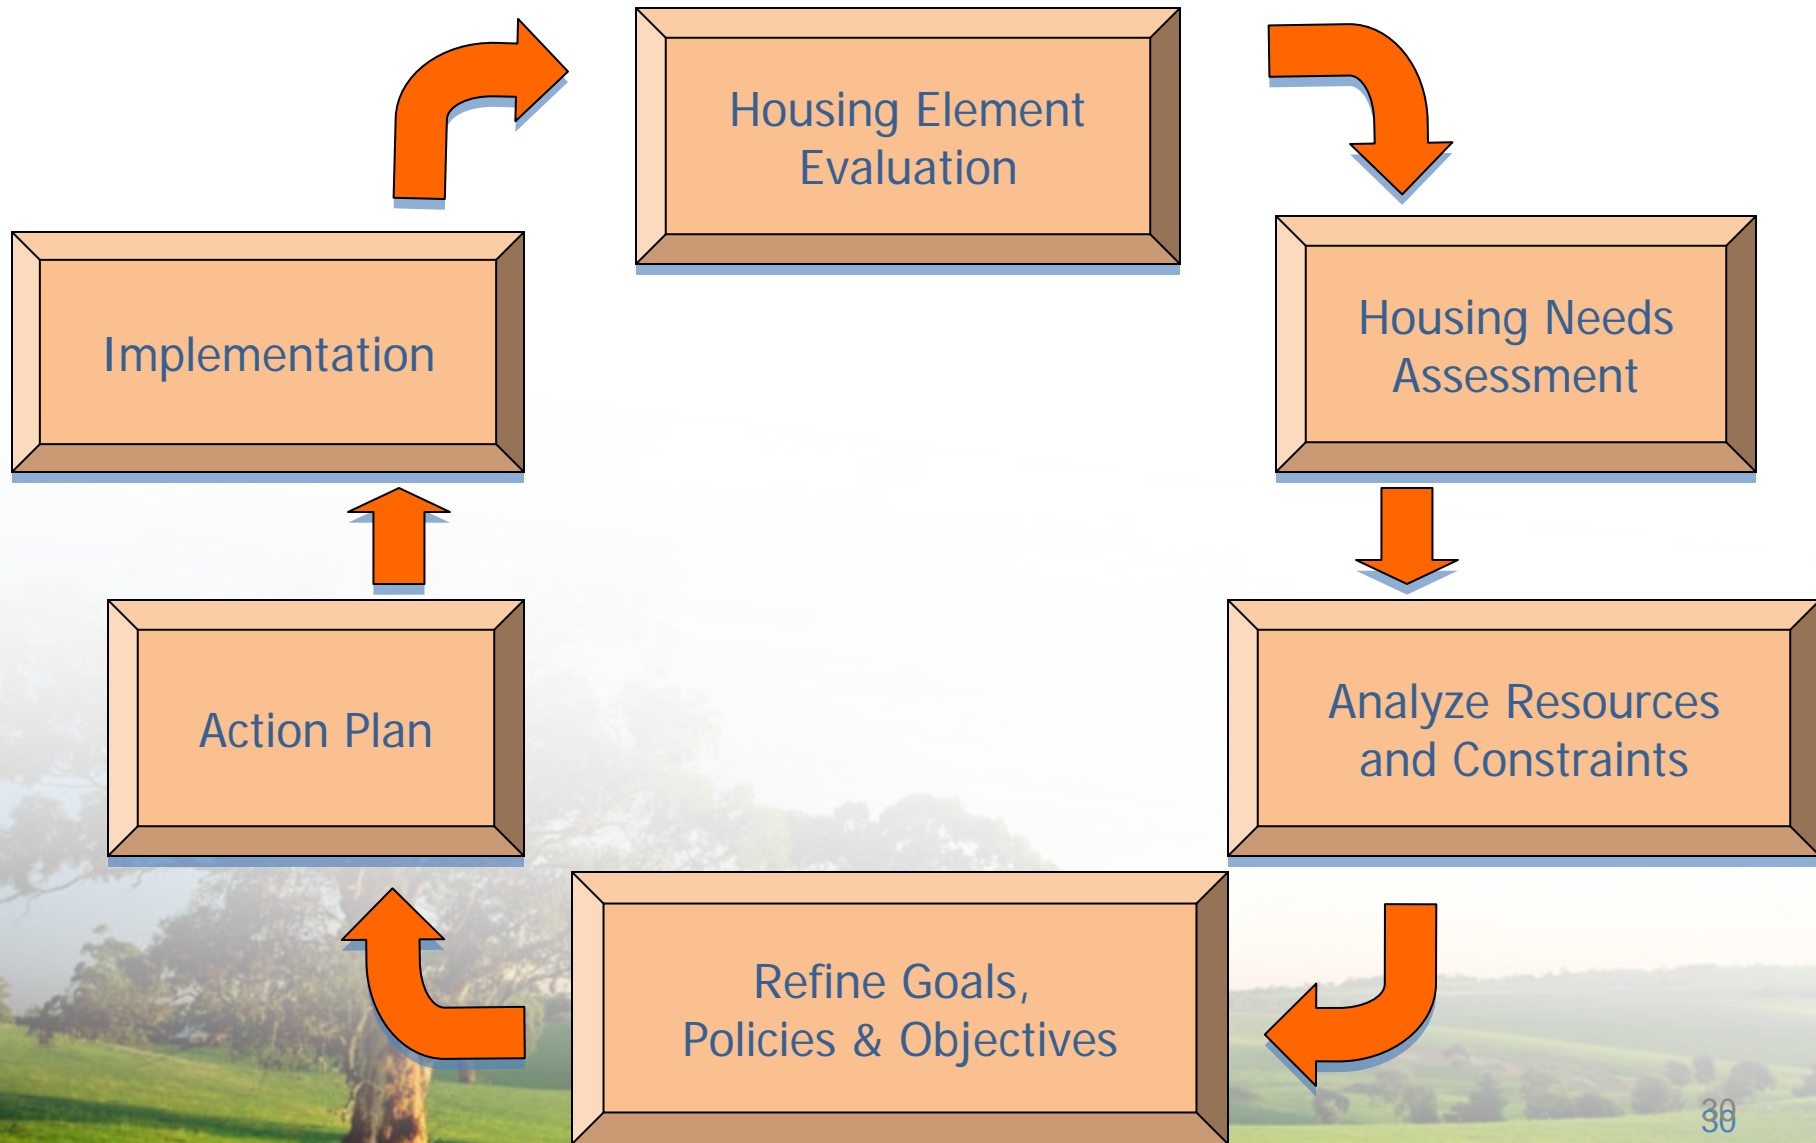 Housing Element
Evaluation
Housing Needs
Assessment
Analyze Resources
and Constraints
Refine Goals,
Policies & Objectives
Action Plan
Implementation
30